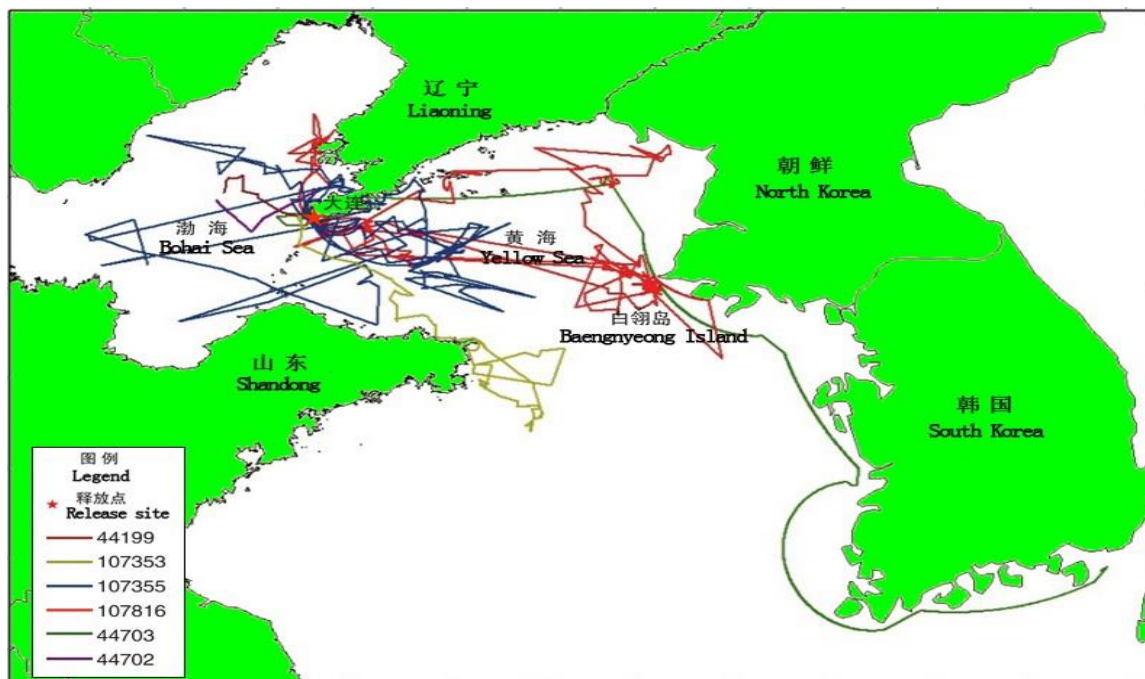 辽 宁
Liaoning
朝 鲜
North Korea
大连
渤 海
Bohai Sea
黄 海
Yellow Sea
白翎岛
Baengnyeong Island
山 东
Shandong
韩 国
South Korea
图 例
Legend
释放点
Release site
44199
107353
107355
107816
44703
44702